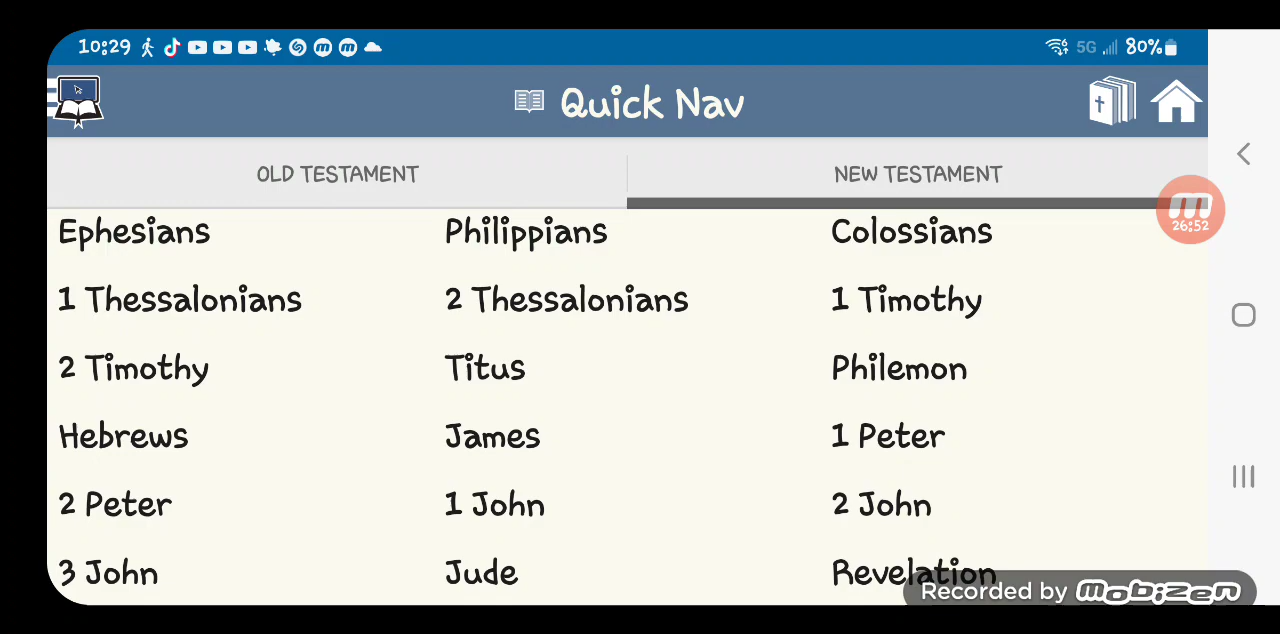 10:29 5G 80%
Quick Nav
OLD TESTAMENT NEW TESTAMENT
26:52
Ephesians Philippians Colossians
1 Thessalonians 2 Thessalonians 1 Timothy
2 Timothy Titus Philemon
Hebrews James 1 Peter
2 Peter 1 John 2 John
3 John Jude Revelation
Recorded by mobizen